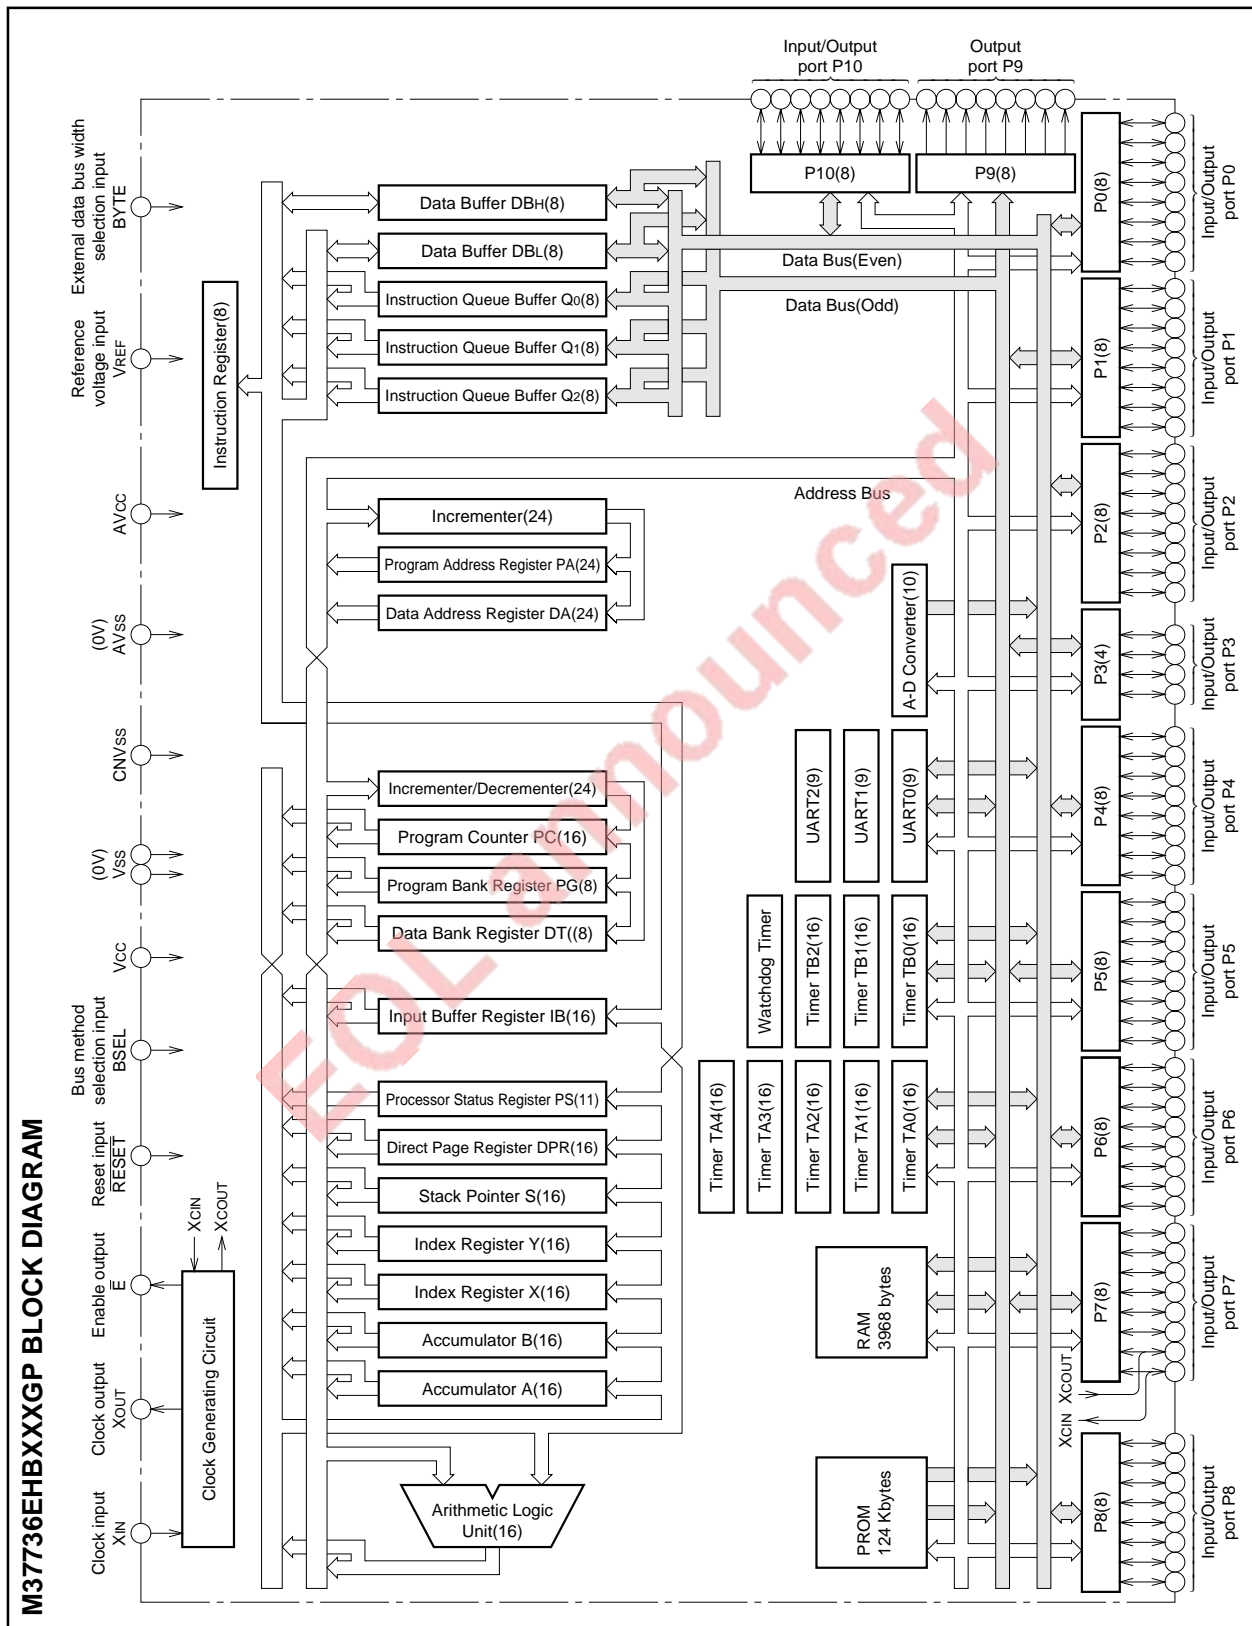 M37736EHBXXXGP BLOCK DIAGRAM
Clock input
XIN
Clock output
XOUT
Enable output
E
Reset input
RESET
Bus method
selection input
BSEL
VCC
(0V)
VSS
CNVSS
(0V)
AVSS
AVCC
Reference
voltage input
VREF
External data bus width
selection input
BYTE
Clock Generating Circuit
XCIN
XCOUT
Instruction Register(8)
Arithmetic Logic
Unit(16)
Accumulator A(16)
Accumulator B(16)
Index Register X(16)
Index Register Y(16)
Stack Pointer S(16)
Direct Page Register DPR(16)
Processor Status Register PS(11)
Input Buffer Register IB(16)
Data Bank Register DT((8)
Program Bank Register PG(8)
Program Counter PC(16)
Incrementer/Decrementer(24)
Data Address Register DA(24)
Program Address Register PA(24)
Incrementer(24)
Instruction Queue Buffer Q2(8)
Instruction Queue Buffer Q1(8)
Instruction Queue Buffer Q0(8)
Data Buffer DBL(8)
Data Buffer DBH(8)
Data Bus(Even)
Data Bus(Odd)
Address Bus
PROM
124 Kbytes
RAM
3968 bytes
Timer TA4(16)
Timer TA3(16)
Timer TA2(16)
Timer TA1(16)
Timer TA0(16)
Watchdog Timer
Timer TB2(16)
Timer TB1(16)
Timer TB0(16)
UART2(9)
UART1(9)
UART0(9)
A-D Converter(10)
P10(8)
Input/Output
port P10
P9(8)
Output
port P9
XCIN
XCOUT
P8(8)
P7(8)
P6(8)
P5(8)
P4(8)
P3(4)
P2(8)
P1(8)
P0(8)
Input/Output
port P8
Input/Output
port P7
Input/Output
port P6
Input/Output
port P5
Input/Output
port P4
Input/Output
port P3
Input/Output
port P2
Input/Output
port P1
Input/Output
port P0
EOL announced